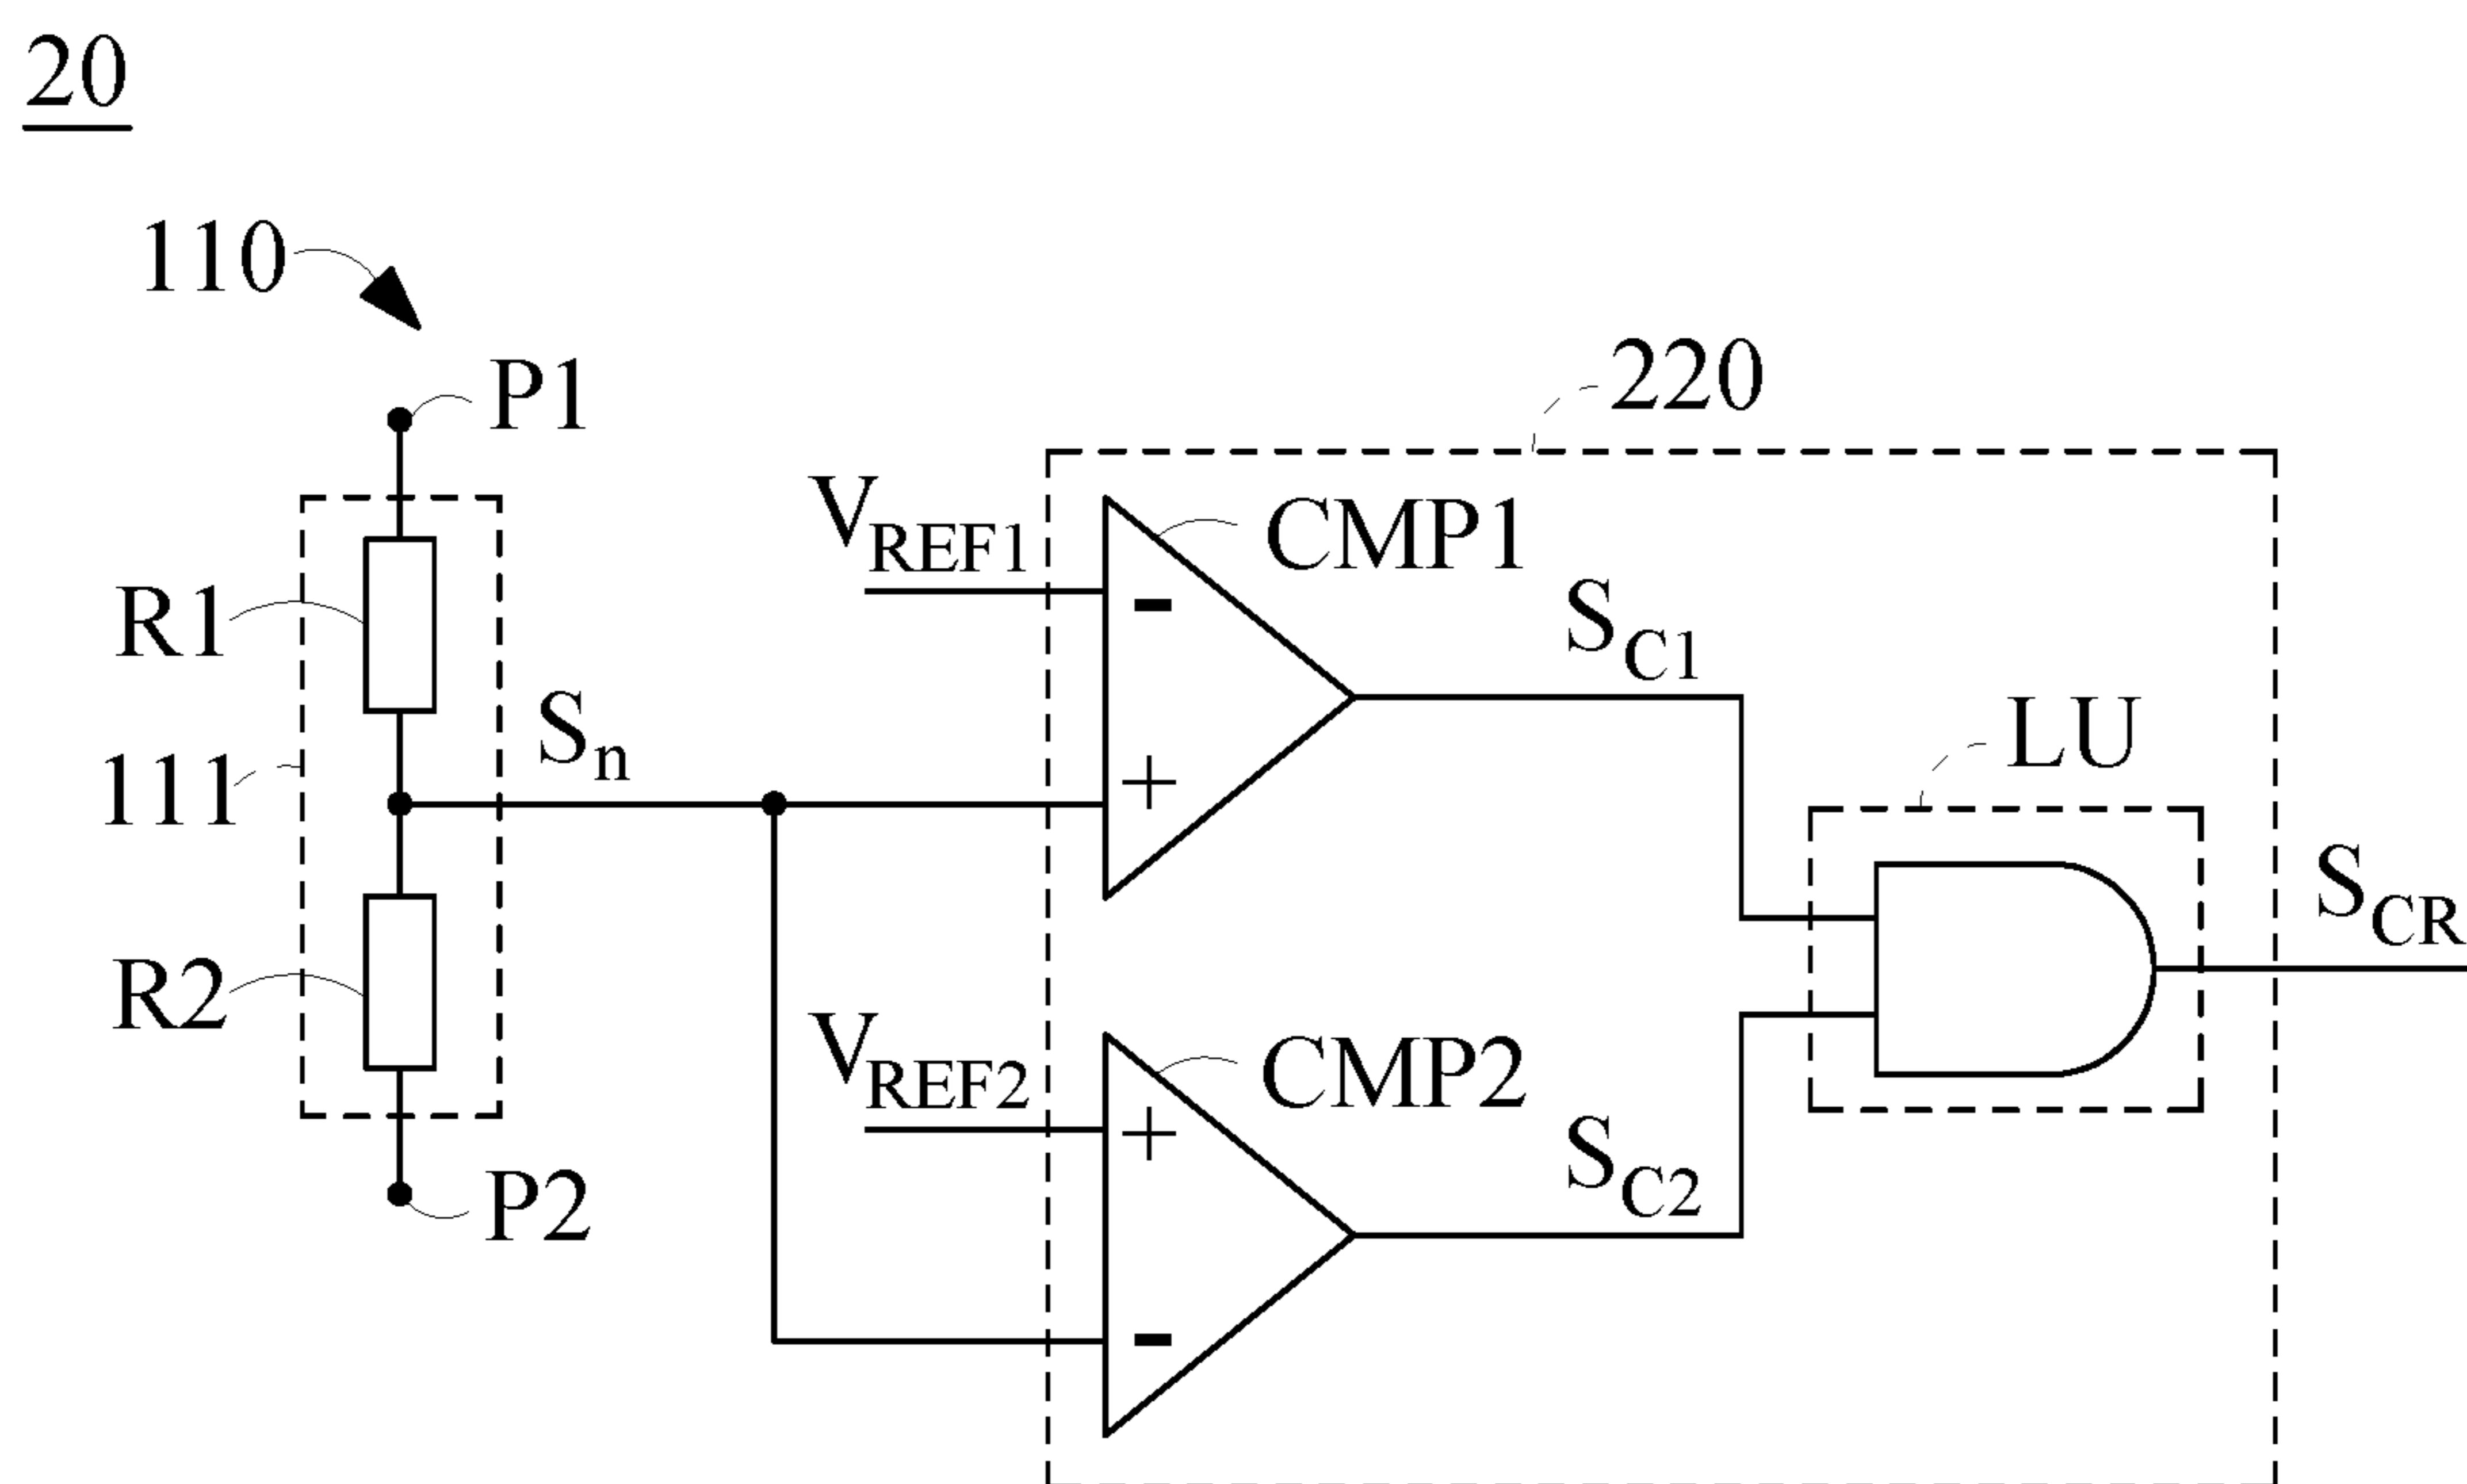 20
110
P1
220
VREF1
CMP1
R1
SC1
Sn
LU
111
+
-
SCR
R2
VREF2
CMP2
+
SC2
P2
-